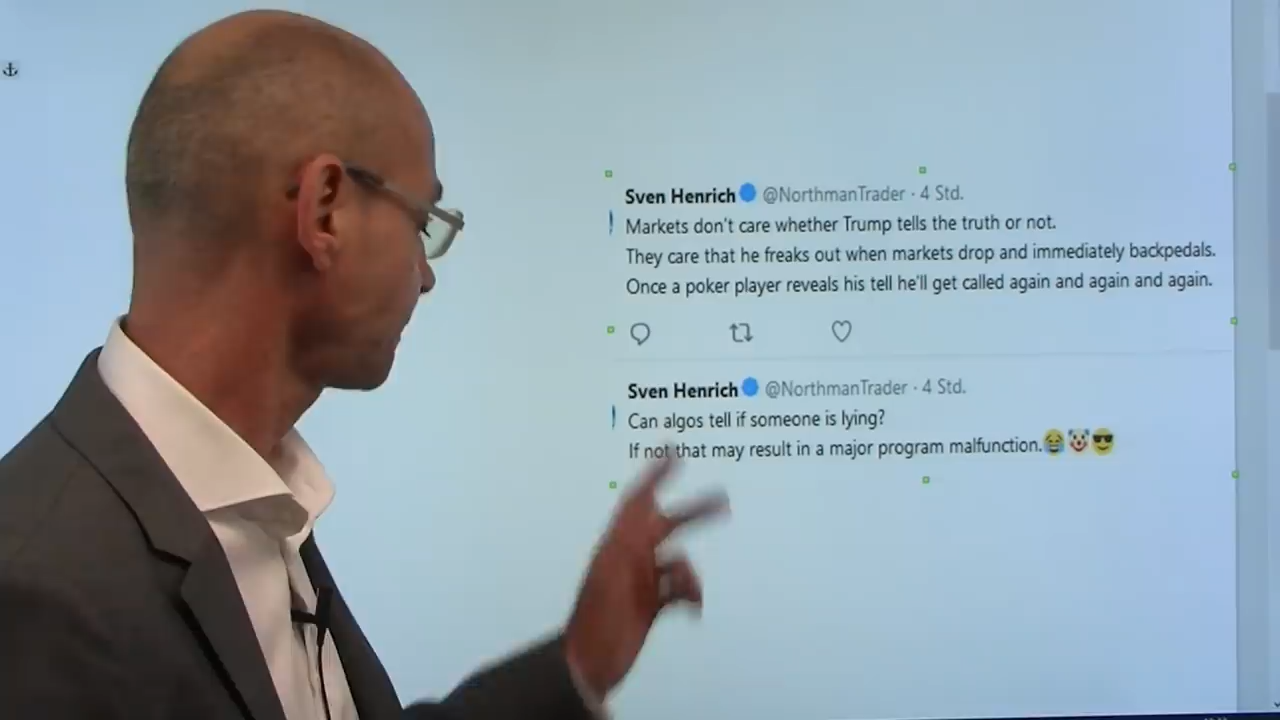 Sven Henrich @NorthmanTrader · 4 Std.
Markets don't care whether Trump tells the truth or not.
They care that he freaks out when markets drop and immediately backpedals.
Once a poker player reveals his tell he'll get called again and again and again.
Sven Henrich @NorthmanTrader · 4 Std.
Can algos tell if someone is lying?
If not that may result in a major program malfunction.😂🤡😎